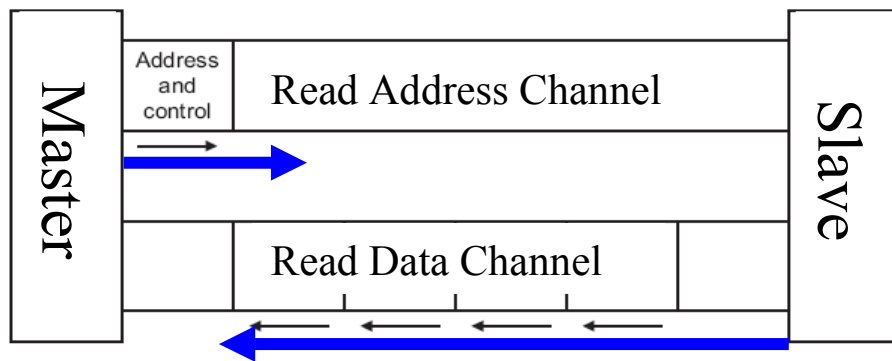 Master
Address
and
control
Read Address Channel
Slave
Read Data Channel